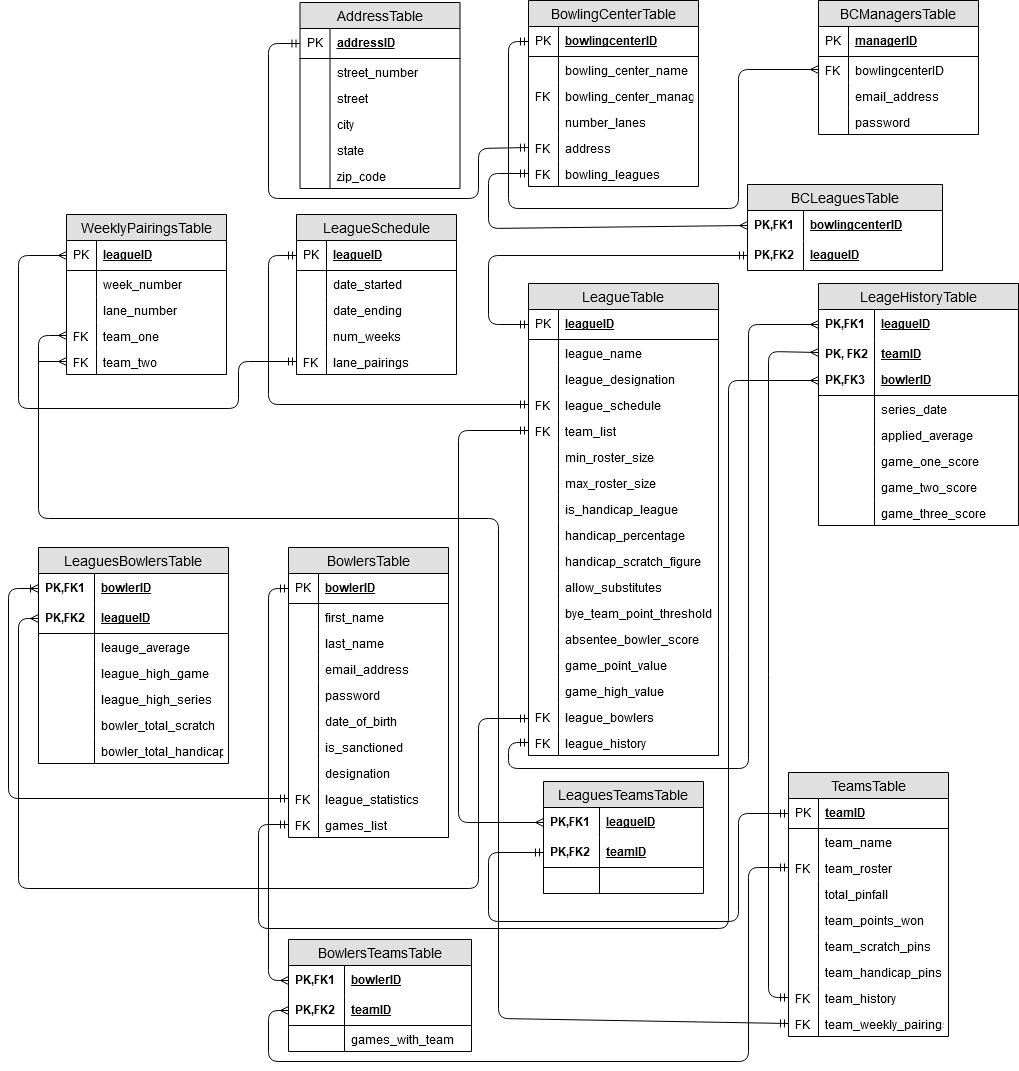 AddressTable
PK addressID
street_number
street
city
state
zip_code
BowlingCenterTable
PK bowlingcenterID
bowling_center_name
FK bowling_center_manag
number_lanes
FK address
FK bowling_leagues
BCManagersTable
PK managerID
FK bowlingcenterID
email_address
password
BCLeaguesTable
PK,FK1 bowlingcenterID
PK,FK2 leagueID
WeeklyPairingsTable
PK leagueID
week_number
lane_number
FK team_one
FK team_two
LeagueSchedule
PK leagueID
date_started
date_ending
num_weeks
FK lane_pairings
LeagueTable
PK leagueID
league_name
league_designation
FK league_schedule
FK team_list
min_roster_size
max_roster_size
is_handicap_league
handicap_percentage
handicap_scratch_figure
allow_substitutes
bye_team_point_threshold
absentee_bowler_score
game_point_value
game_high_value
FK league_bowlers
FK league_history
LeageHistoryTable
PK,FK1 leagueID
PK, FK2 teamID
PK,FK3 bowlerID
series_date
applied_average
game_one_score
game_two_score
game_three_score
LeaguesBowlersTable
PK,FK1 bowlerID
PK,FK2 leagueID
leauge_average
league_high_game
league_high_series
bowler_total_scratch
bowler_total_handicap
BowlersTable
PK bowlerID
first_name
last_name
email_address
password
date_of_birth
is_sanctioned
designation
FK league_statistics
FK games_list
LeaguesTeamsTable
PK,FK1 leagueID
PK,FK2 teamID
TeamsTable
PK teamID
team_name
FK team_roster
total_pinfall
team_points_won
team_scratch_pins
team_handicap_pins
FK team_history
FK team_weekly_pairing
BowlersTeamsTable
PK,FK1 bowlerID
PK,FK2 teamID
games_with_team